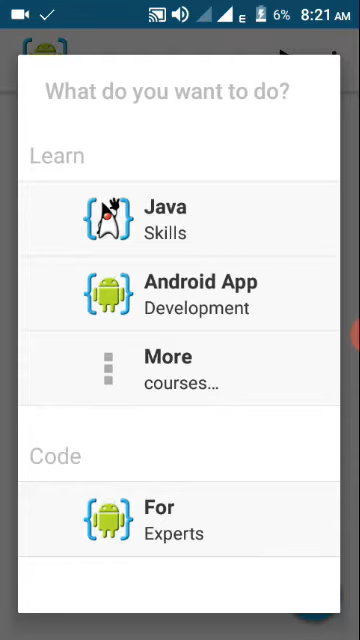 E 6% 8:21 AM
What do you want to do?
Learn
Java
Skills
Android App
Development
More
courses...
Code
For
Experts